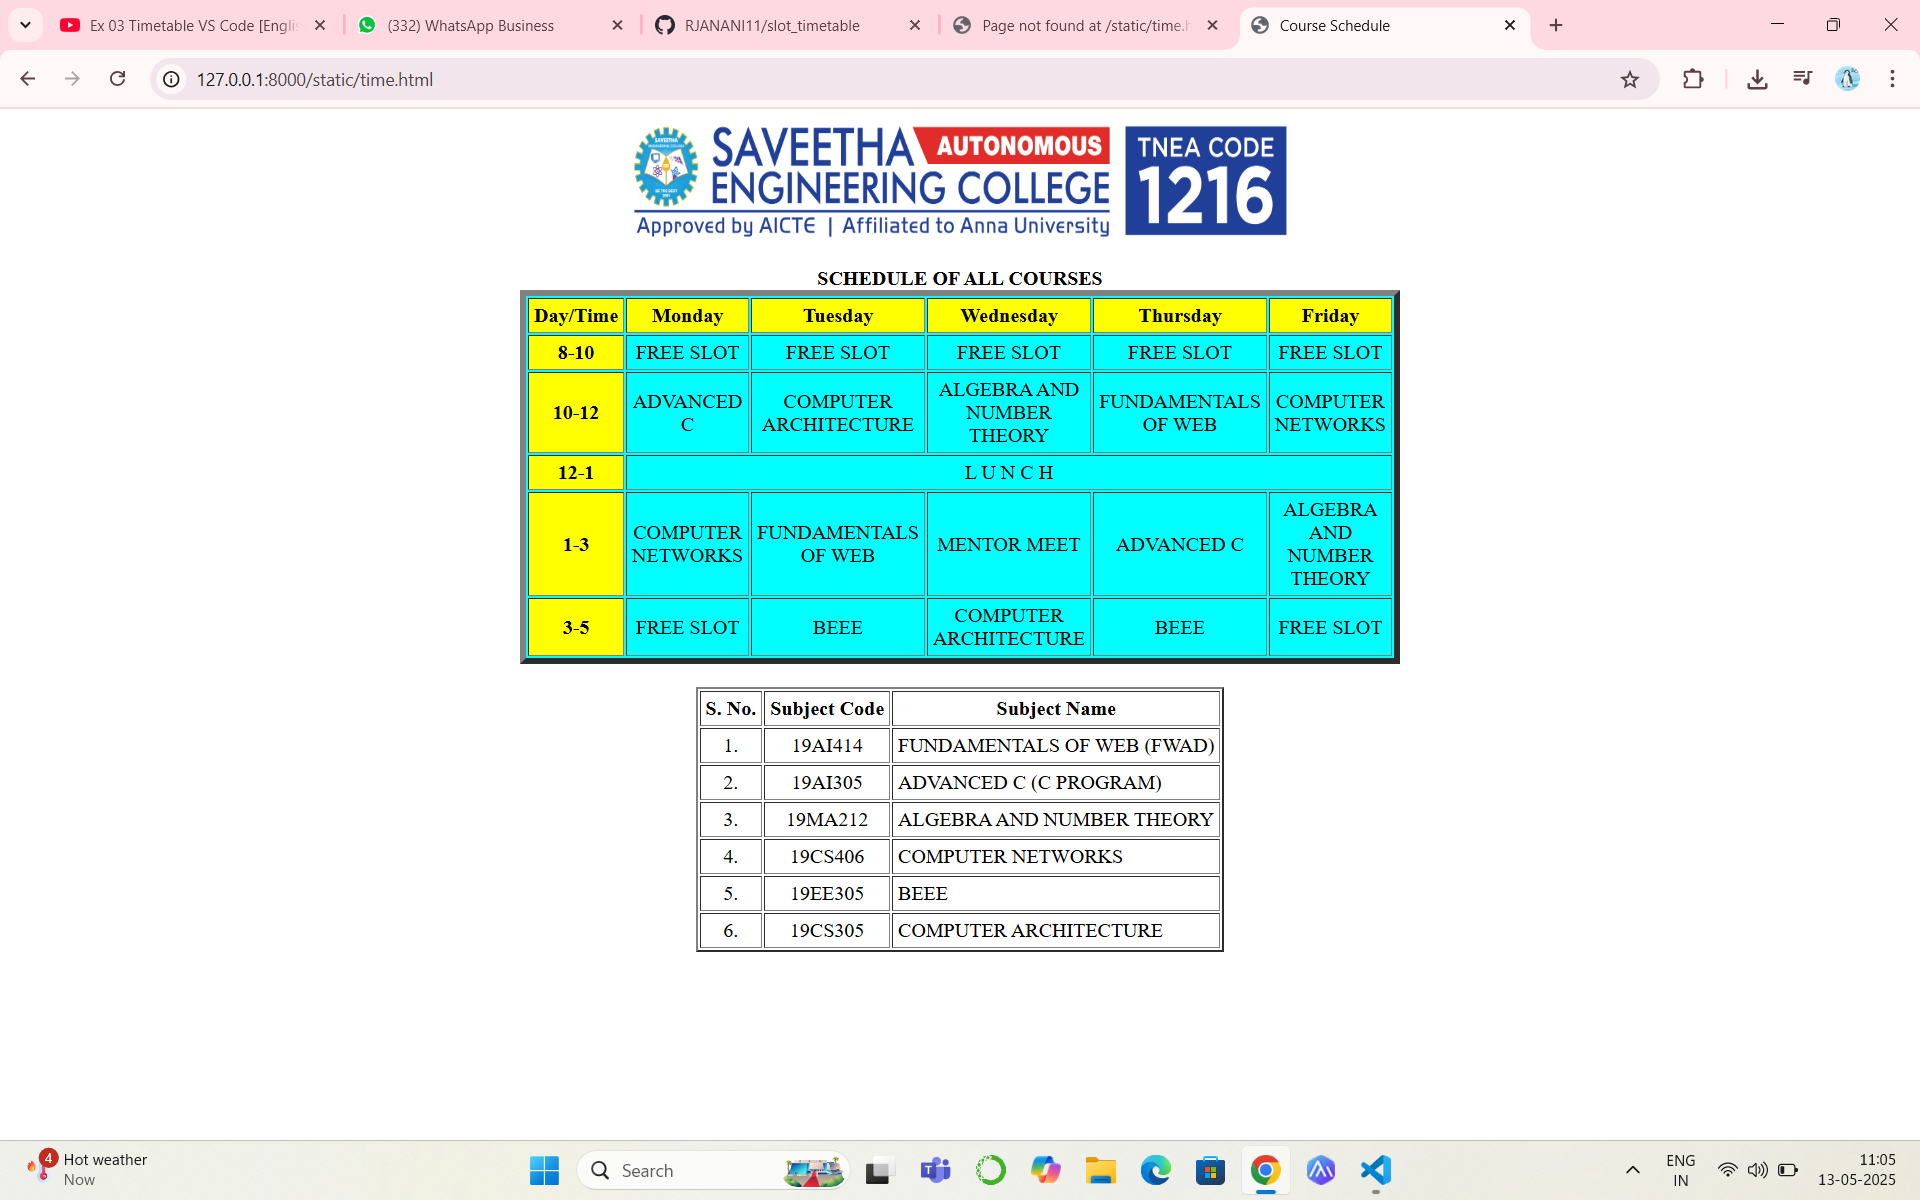 Ex 03 Timetable VS Code [Englis
(332) WhatsApp Business
RJANANI11/slot_timetable
Page not found at /static/time.h
Course Schedule
127.0.0.1:8000/static/time.html
SAVEETHA AUTONOMOUS
ENGINEERING COLLEGE
Approved by AICTE | Affiliated to Anna University
TNEA CODE
1216
SCHEDULE OF ALL COURSES
Day/Time Monday Tuesday Wednesday Thursday Friday
8-10 FREE SLOT FREE SLOT FREE SLOT FREE SLOT FREE SLOT
10-12 ADVANCED C COMPUTER ARCHITECTURE ALGEBRA AND NUMBER THEORY FUNDAMENTALS OF WEB COMPUTER NETWORKS
12-1 L U N C H
1-3 COMPUTER NETWORKS FUNDAMENTALS OF WEB MENTOR MEET ADVANCED C ALGEBRA AND NUMBER THEORY
3-5 FREE SLOT BEEE COMPUTER ARCHITECTURE BEEE FREE SLOT
S. No. Subject Code Subject Name
1. 19AI414 FUNDAMENTALS OF WEB (FWAD)
2. 19AI305 ADVANCED C (C PROGRAM)
3. 19MA212 ALGEBRA AND NUMBER THEORY
4. 19CS406 COMPUTER NETWORKS
5. 19EE305 BEEE
6. 19CS305 COMPUTER ARCHITECTURE
4
Hot weather
Now
Search
ENG
IN
11:05
13-05-2025